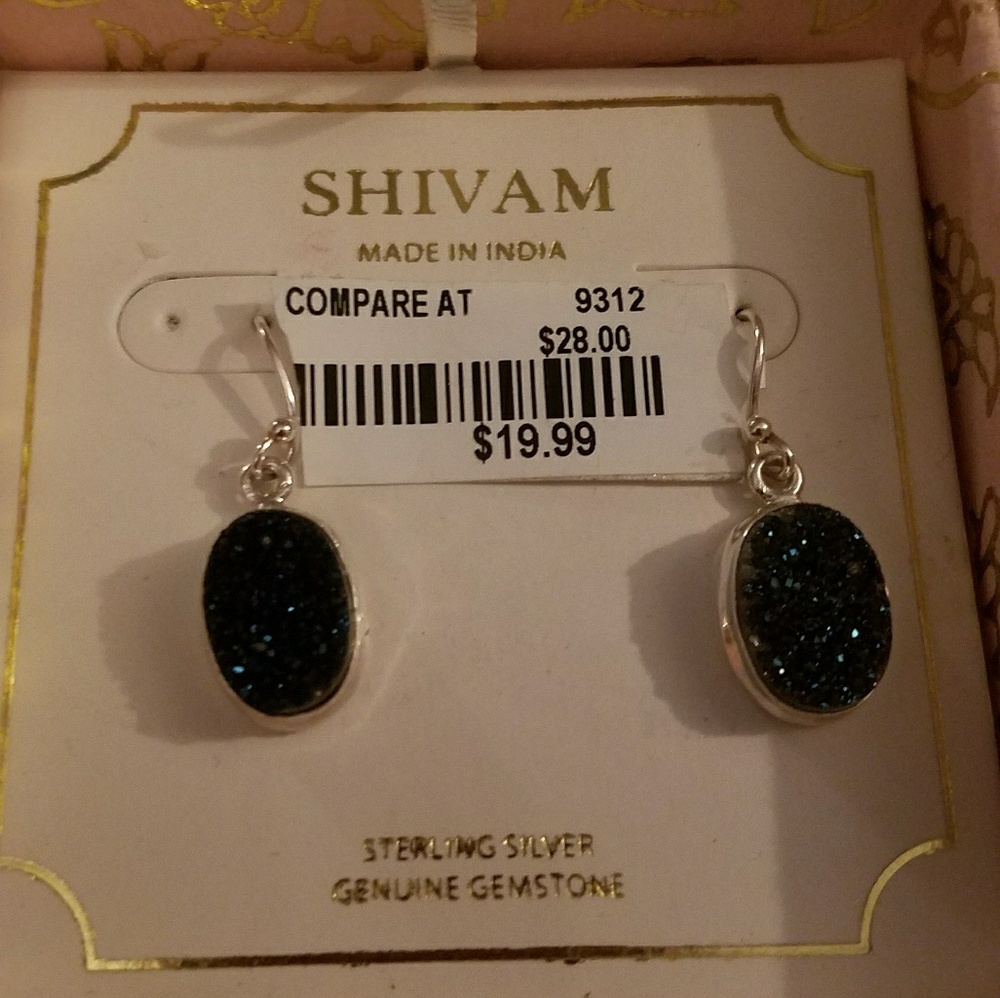 SHIVAM
MADE IN INDIA
COMPARE AT 9312
$28.00
$19.99
STERLING SILVER
GENUINE GEMSTONE